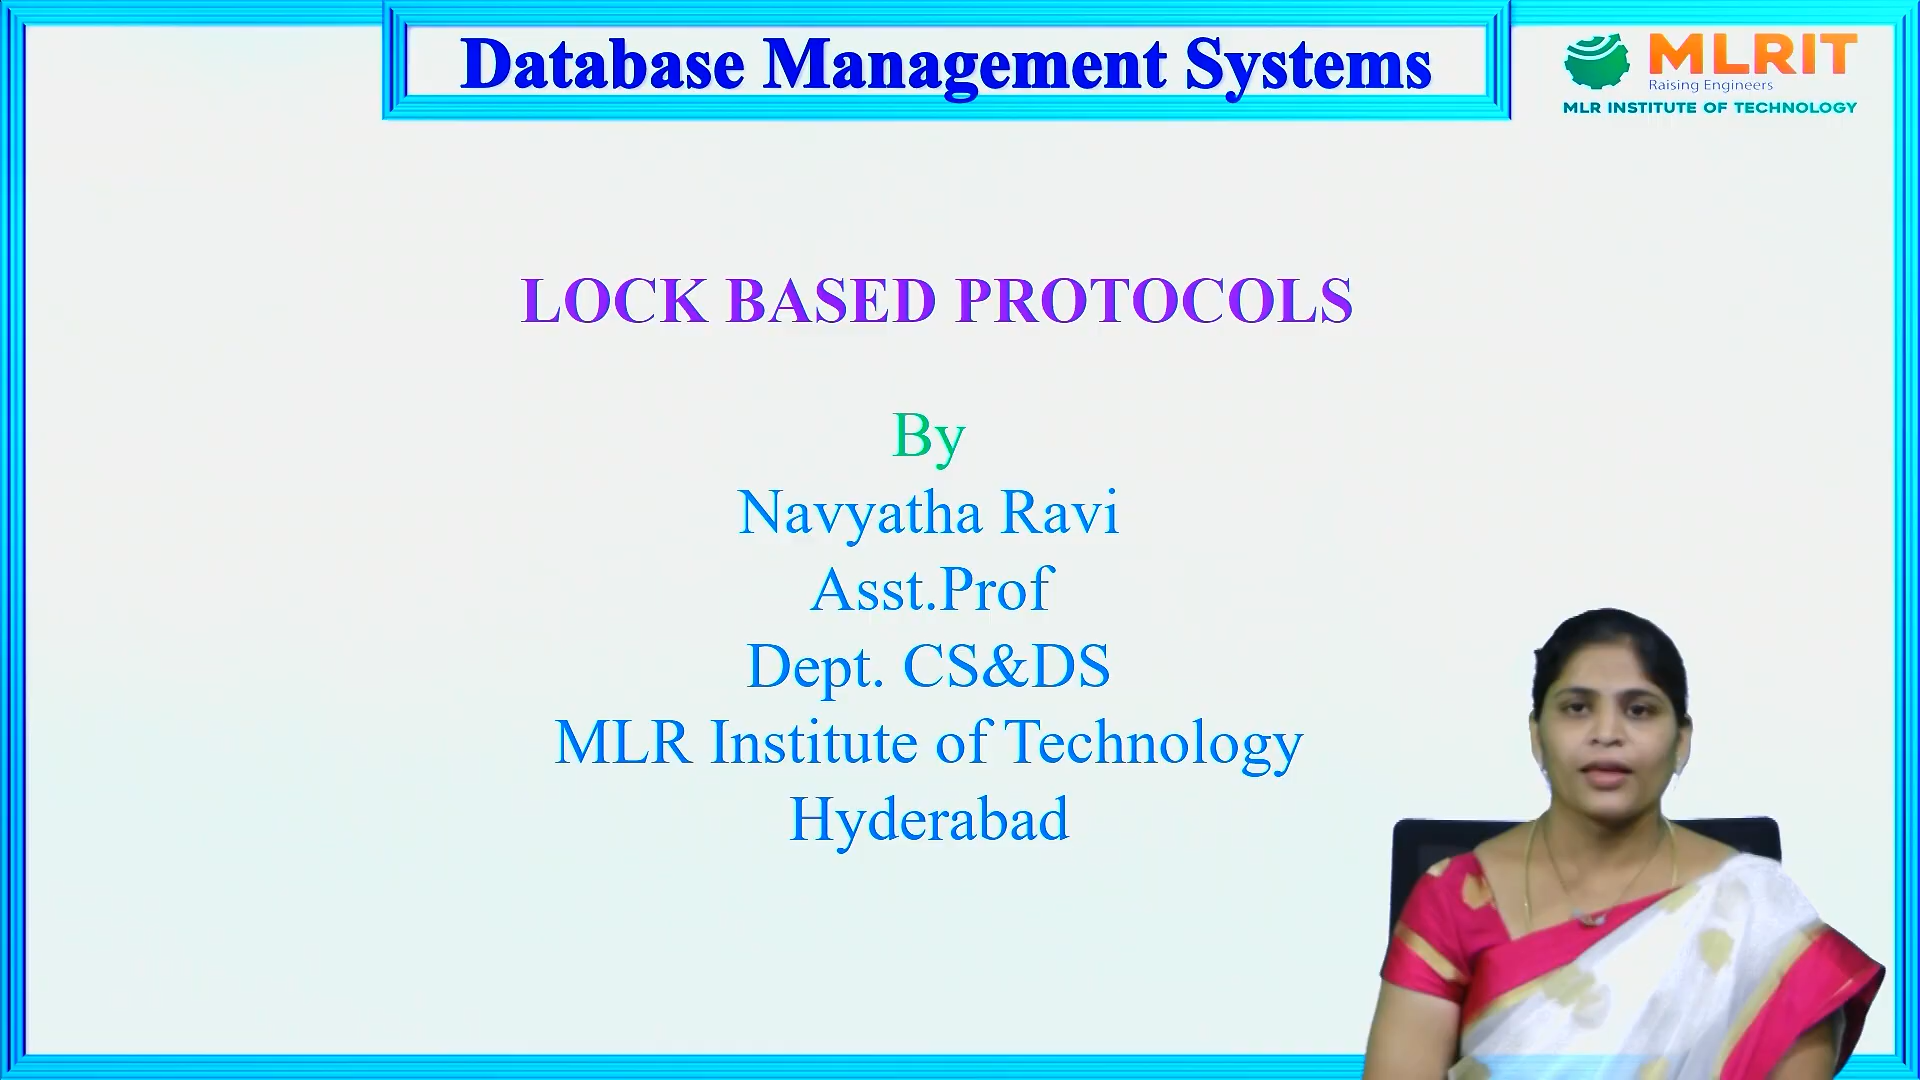 Database Management Systems
MLRIT
Raising Engineers
MLR INSTITUTE OF TECHNOLOGY
LOCK BASED PROTOCOLS
By
Navyatha Ravi
Asst.Prof
Dept. CS&DS
MLR Institute of Technology
Hyderabad